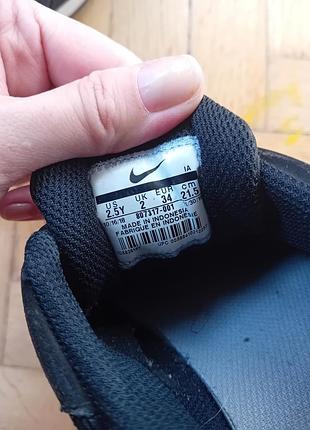 IA
US UK EUR cm
2.5Y 2 34 21.5
807317-001
MADE IN INDONESIA
FABRIQUE EN INDONESIE
UPC